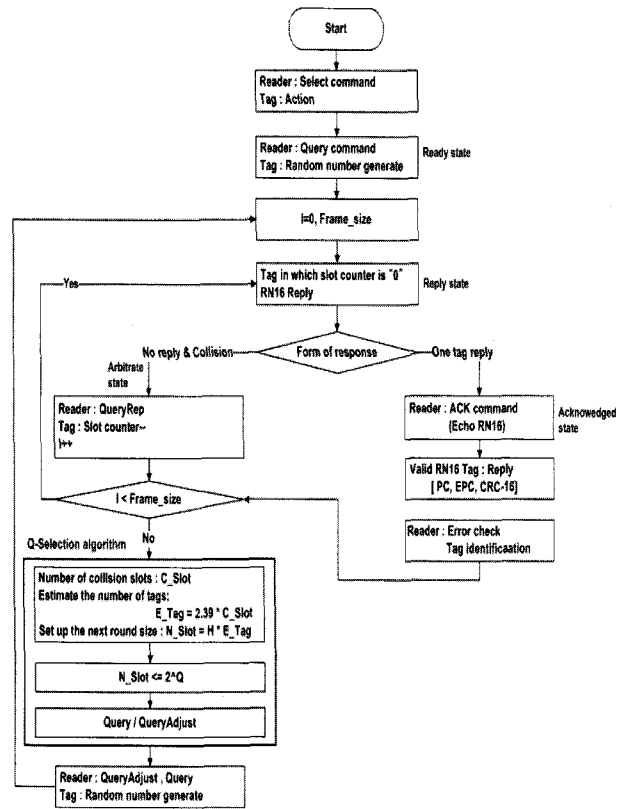 Start
Reader : Select command
Tag : Action
Reader : Query command
Tag : Random number generate
Ready state
I=0, Frame_size
Yes
Tag in which slot counter is "0"
RN16 Reply
Reply state
No reply & Collision
Form of response
One tag reply
Arbitrate
state
Reader : QueryRep
Tag : Slot counter--
I++
Reader : ACK command
(Echo RN16)
Acknowedged
state
Valid RN16 Tag : Reply
[ PC, EPC, CRC-16]
I < Frame_size
No
Reader : Error check
Tag identificaation
Q-Selection algorithm
Number of collision slots : C_Slot
Estimate the number of tags;
E_Tag = 2.39 * C_Slot
Set up the next round size : N_Slot = H * E_Tag
N_Slot <= 2^Q
Query / QueryAdjust
Reader : QueryAdjust , Query
Tag : Random number generate